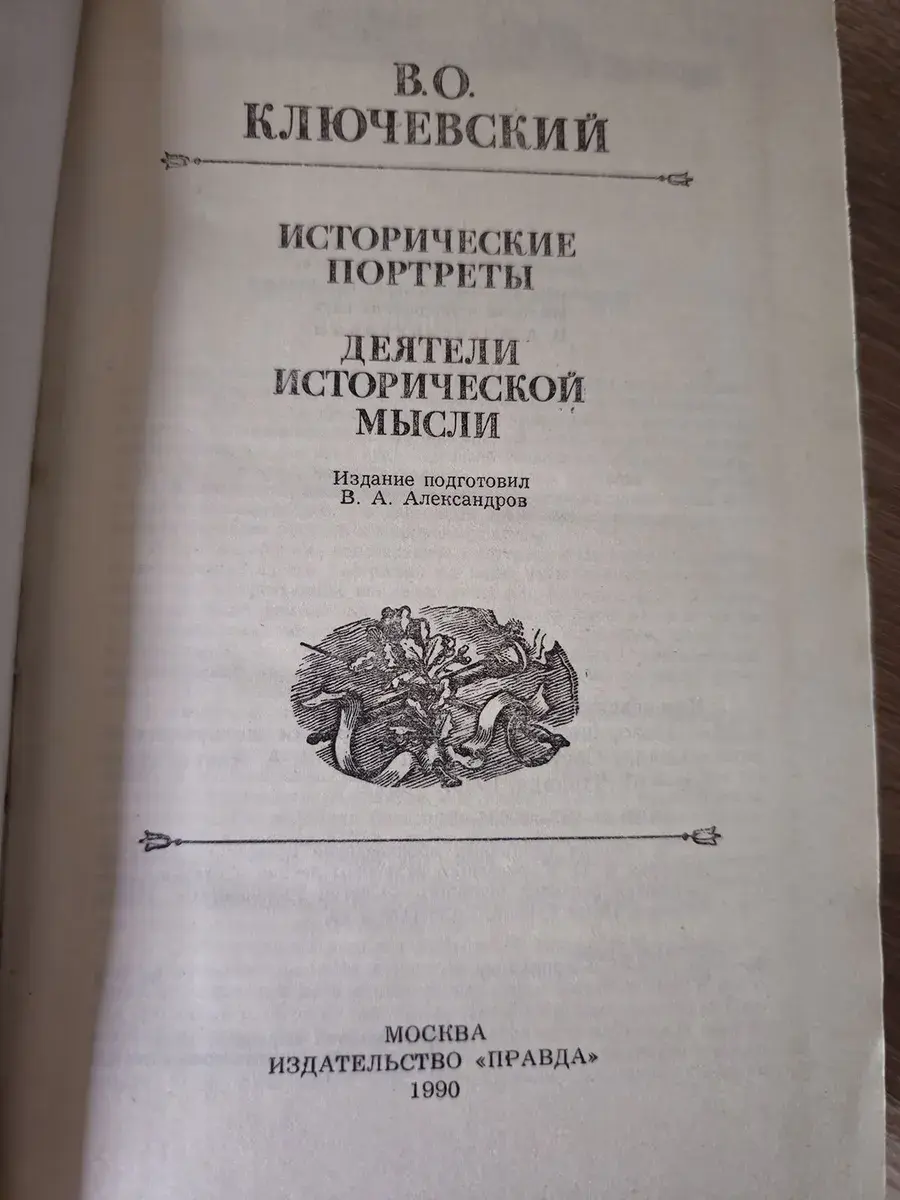 В.О.
КЛЮЧЕВСКИЙ
ИСТОРИЧЕСКИЕ
ПОРТРЕТЫ
ДЕЯТЕЛИ
ИСТОРИЧЕСКОЙ
МЫСЛИ
Издание подготовил
В. А. Александров
МОСКВА
ИЗДАТЕЛЬСТВО «ПРАВДА»
1990